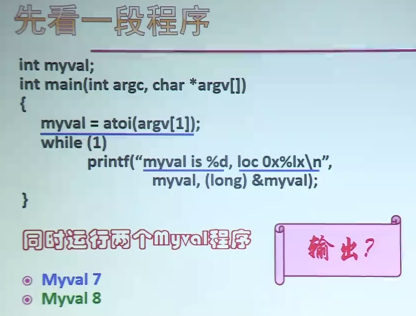 先看一段程序
int myval;
int main(int argc, char *argv[])
{
myval = atoi(argv[1]);
while (1)
printf(“myval is %d, loc 0x%lx\n”,
myval, (long) &myval);
}
同时运行两个Myval程序
输出?
Myval 7
Myval 8